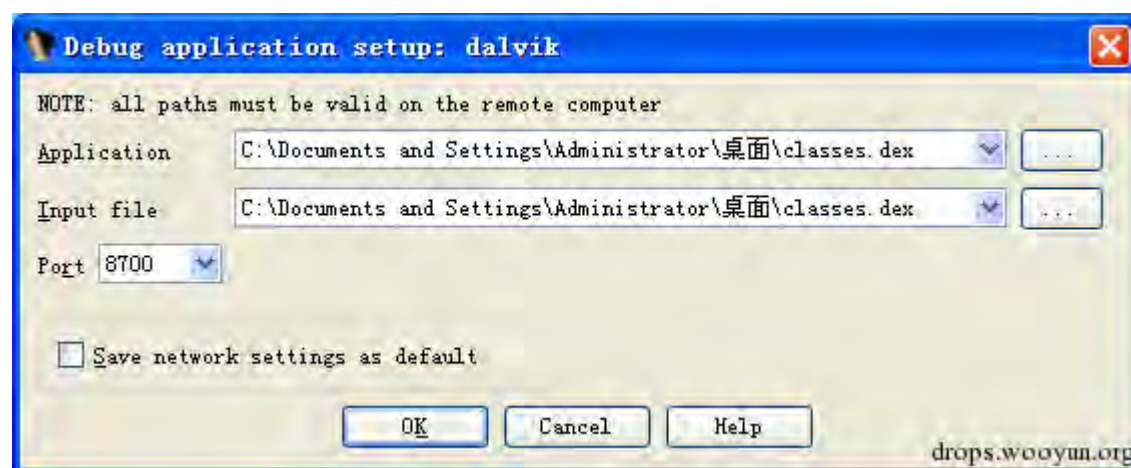 Debug application setup: dalvik
NOTE: all paths must be valid on the remote computer
Application C:\Documents and Settings\Administrator\桌面\classes.dex ...
Input file C:\Documents and Settings\Administrator\桌面\classes.dex ...
Port 8700
Save network settings as default
OK Cancel Help
drops.wooyun.org